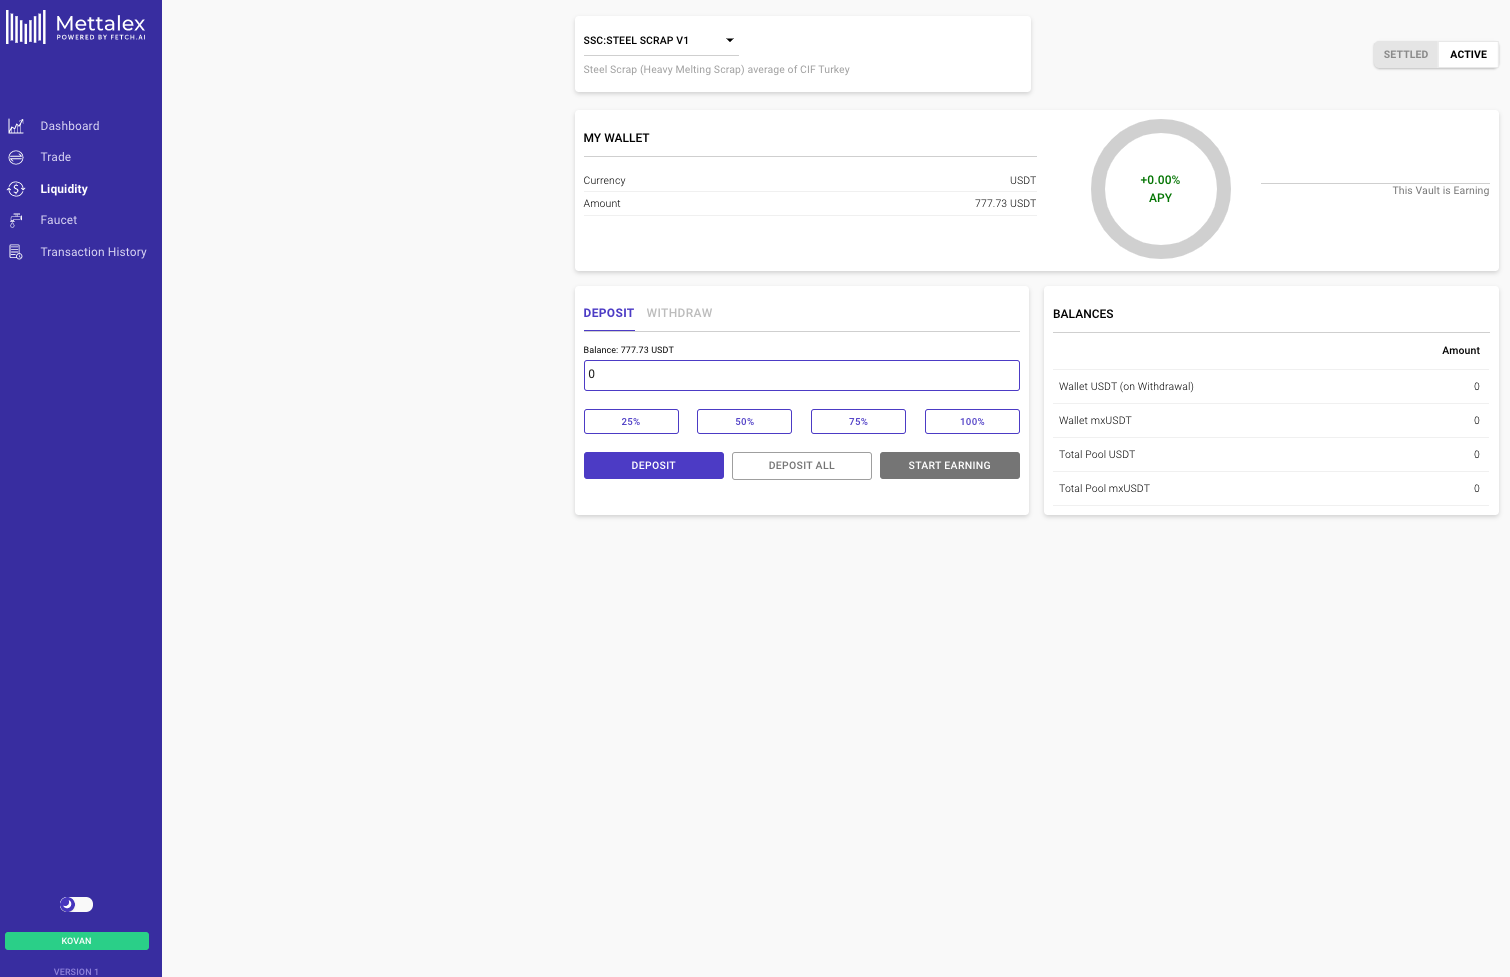 Mettalex
POWERED BY FETCH.AI
Dashboard
Trade
Liquidity
Faucet
Transaction History
KOVAN
VERSION 1
SSC:STEEL SCRAP V1
Steel Scrap (Heavy Melting Scrap) average of CIF Turkey
SETTLED ACTIVE
MY WALLET
Currency USDT
Amount 777.73 USDT
+0.00%
APY
This Vault is Earning
DEPOSIT WITHDRAW
Balance: 777.73 USDT
0
25% 50% 75% 100%
DEPOSIT DEPOSIT ALL START EARNING
BALANCES
Amount
Wallet USDT (on Withdrawal) 0
Wallet mxUSDT 0
Total Pool USDT 0
Total Pool mxUSDT 0